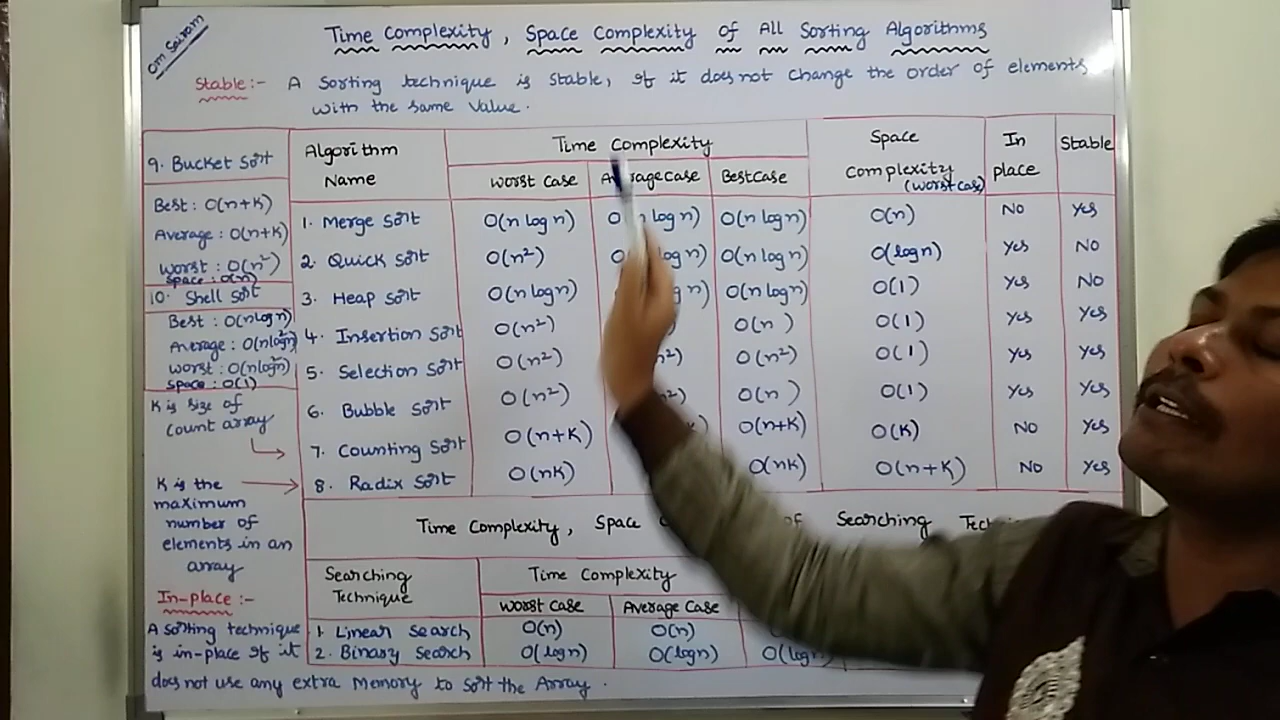 Om Sairam
Time Complexity, Space Complexity of All Sorting Algorithms
Stable:- A Sorting technique is stable, if it does not change the order of elements
with the same value.
9. Bucket Sort
Best: O(n+K)
Average: O(n+K)
Worst: O(n²)
Space: O(n)
10. Shell Sort
Best: O(nlogn)
Average: O(nlog²n)
Worst: O(nlog²n)
Space: O(1)
K is size of
count array
K is the
maximum
number of
elements in an
array
Algorithm Name Time Complexity Space Complexity (Worst Case) In place Stable
Worst Case Average Case Best Case
1. Merge Sort O(n log n) O(n log n) O(n log n) O(n) No Yes
2. Quick Sort O(n²) log n) O(n log n) O(log n) Yes No
3. Heap Sort O(n log n) n) O(n log n) O(1) Yes No
4. Insertion Sort O(n²) O(n) O(1) Yes Yes
5. Selection Sort O(n²) n²) O(n²) O(1) Yes Yes
6. Bubble Sort O(n²) O(n) O(1) Yes Yes
7. Counting Sort O(n+K) O(n+K) O(K) No Yes
8. Radix Sort O(nK) O(nK) O(n+K) No Yes
Time Complexity, Space of Searching
Searching Technique Time Complexity
Worst Case Average Case
1. Linear Search O(n) O(n)
2. Binary Search O(logn) O(logn) O(logn)
In-place:-
A sorting technique
is in-place if it
does not use any extra Memory to sort the Array.